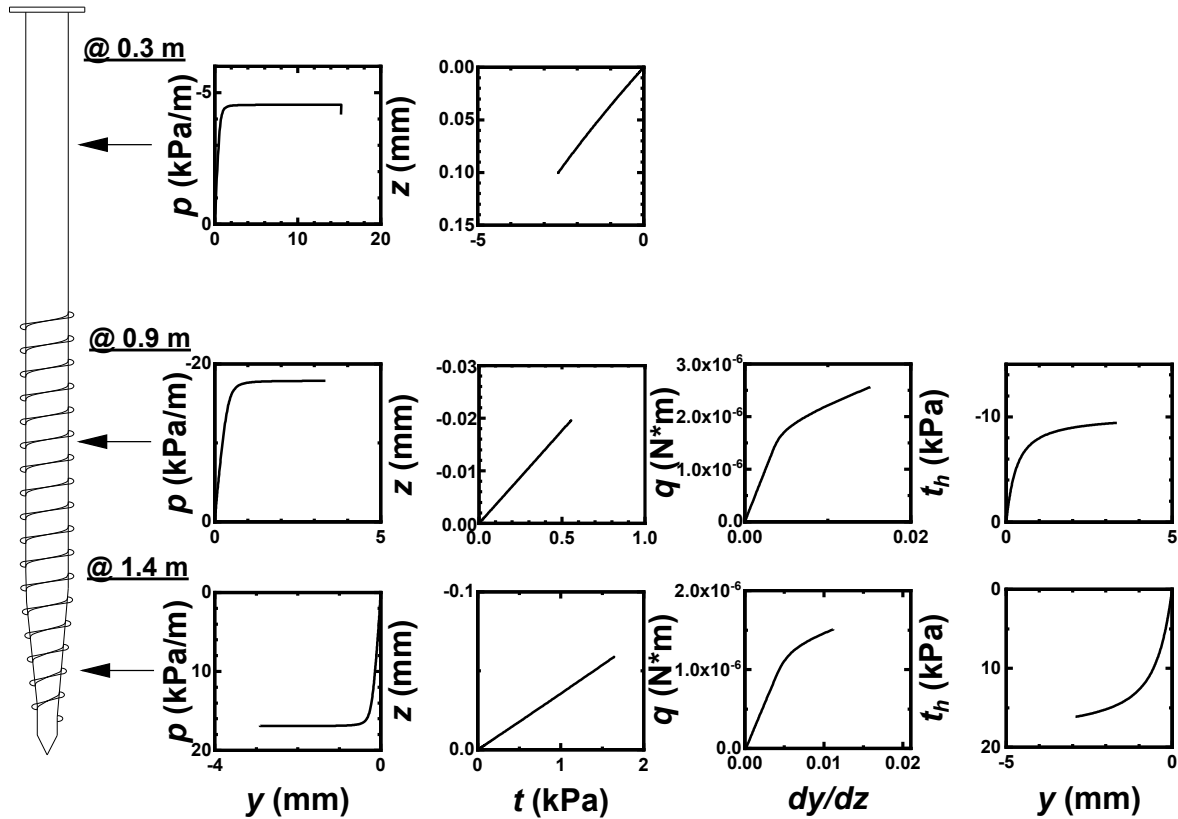 @ 0.3 m
p (kPa/m)
-5
0
0 10 20
z (mm)
0.00
0.05
0.10
0.15
-5 0
@ 0.9 m
p (kPa/m)
-20
0
0 5
z (mm)
-0.03
-0.02
-0.01
0.00
0.0 0.5 1.0
q (N*m)
3.0x10-6
2.0x10-6
1.0x10-6
0.0
0.00 0.02
th (kPa)
-10
0
0 5
@ 1.4 m
p (kPa/m)
0
10
20
-4 0
z (mm)
-0.1
0.0
0 1 2
q (N*m)
2.0x10-6
1.0x10-6
0.0
0.00 0.01 0.02
th (kPa)
0
10
20
-5 0
y (mm)
t (kPa)
dy/dz
y (mm)